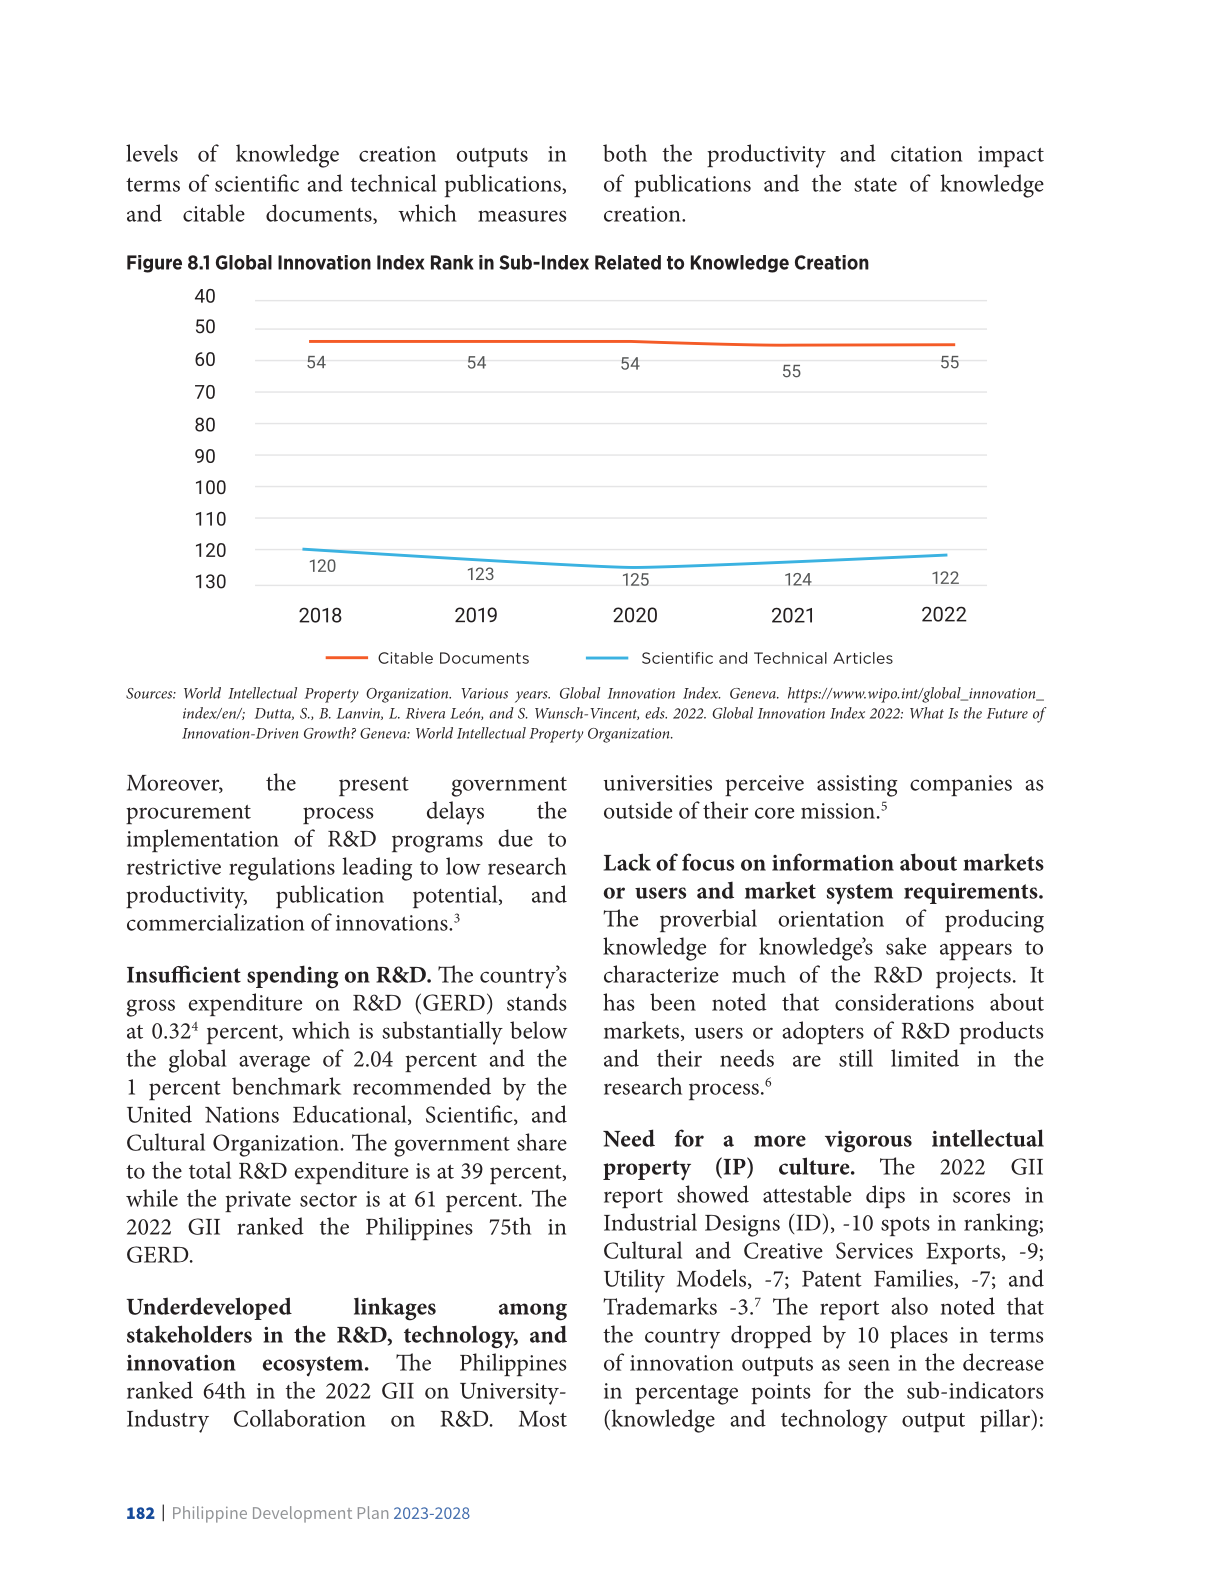 levels of knowledge creation outputs in
terms of scientific and technical publications,
and citable documents, which measures
both the productivity and citation impact
of publications and the state of knowledge
creation.
Figure 8.1 Global Innovation Index Rank in Sub-Index Related to Knowledge Creation
40
50
60
70
80
90
100
110
120
130
54 54 54 55 55
120 123 125 124 122
2018 2019 2020 2021 2022
Citable Documents Scientific and Technical Articles
Sources: World Intellectual Property Organization. Various years. Global Innovation Index. Geneva. https://www.wipo.int/global_innovation_
index/en/; Dutta, S., B. Lanvin, L. Rivera León, and S. Wunsch-Vincent, eds. 2022. Global Innovation Index 2022: What Is the Future of
Innovation-Driven Growth? Geneva: World Intellectual Property Organization.
Moreover, the present government
procurement process delays the
implementation of R&D programs due to
restrictive regulations leading to low research
productivity, publication potential, and
commercialization of innovations.3
Insufficient spending on R&D. The country's
gross expenditure on R&D (GERD) stands
at 0.324 percent, which is substantially below
the global average of 2.04 percent and the
1 percent benchmark recommended by the
United Nations Educational, Scientific, and
Cultural Organization. The government share
to the total R&D expenditure is at 39 percent,
while the private sector is at 61 percent. The
2022 GII ranked the Philippines 75th in
GERD.
Underdeveloped linkages among
stakeholders in the R&D, technology, and
innovation ecosystem. The Philippines
ranked 64th in the 2022 GII on University-
Industry Collaboration on R&D. Most
universities perceive assisting companies as
outside of their core mission.5
Lack of focus on information about markets
or users and market system requirements.
The proverbial orientation of producing
knowledge for knowledge's sake appears to
characterize much of the R&D projects. It
has been noted that considerations about
markets, users or adopters of R&D products
and their needs are still limited in the
research process.6
Need for a more vigorous intellectual
property (IP) culture. The 2022 GII
report showed attestable dips in scores in
Industrial Designs (ID), -10 spots in ranking;
Cultural and Creative Services Exports, -9;
Utility Models, -7; Patent Families, -7; and
Trademarks -3.7 The report also noted that
the country dropped by 10 places in terms
of innovation outputs as seen in the decrease
in percentage points for the sub-indicators
(knowledge and technology output pillar):
182 | Philippine Development Plan 2023-2028